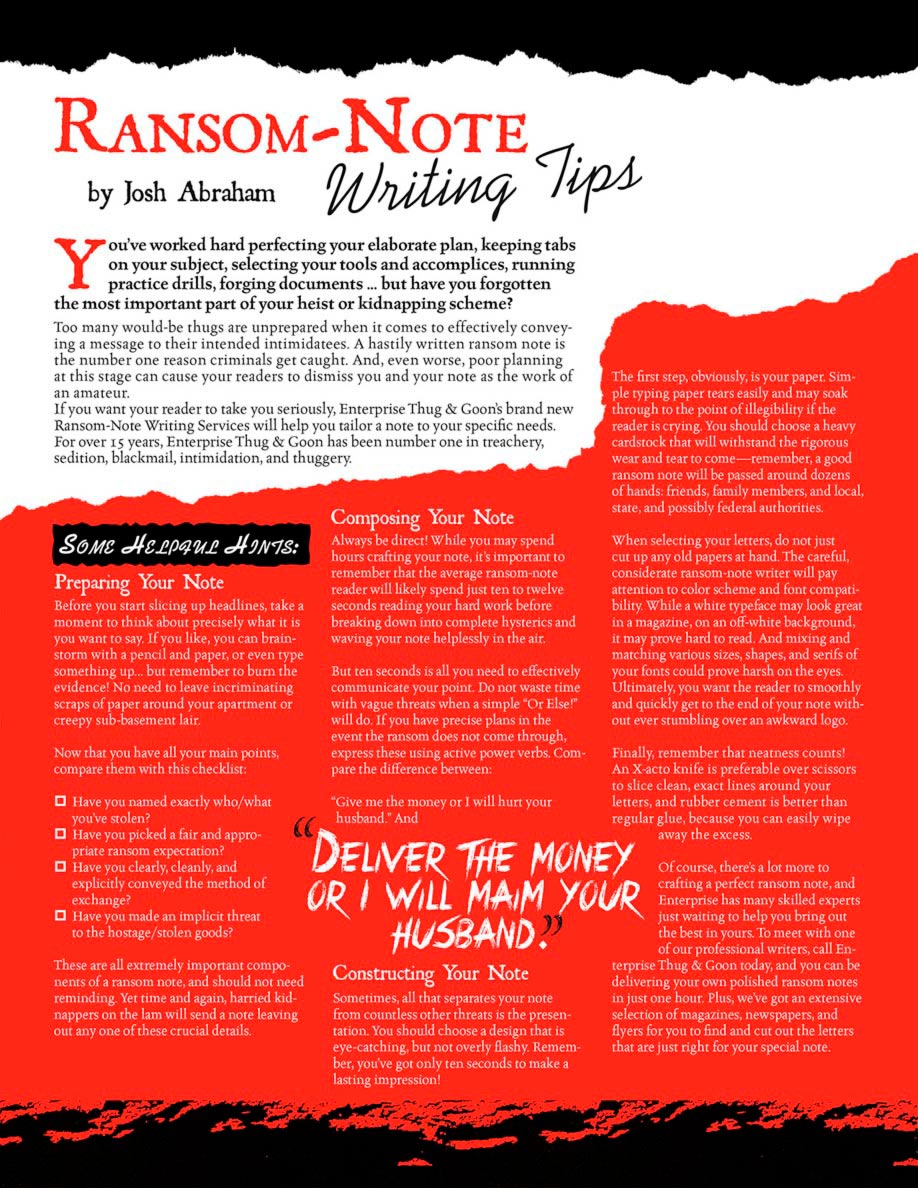 RANSOM-NOTE
Writing Tips
by Josh Abraham
You've worked hard perfecting your elaborate plan, keeping tabs
on your subject, selecting your tools and accomplices, running
practice drills, forging documents ... but have you forgotten
the most important part of your heist or kidnapping scheme?
Too many would-be thugs are unprepared when it comes to effectively convey-
ing a message to their intended intimidatees. A hastily written ransom note is
the number one reason criminals get caught. And, even worse, poor planning
at this stage can cause your readers to dismiss you and your note as the work of
an amateur.
If you want your reader to take you seriously, Enterprise Thug & Goon's brand new
Ransom-Note Writing Services will help you tailor a note to your specific needs.
For over 15 years, Enterprise Thug & Goon has been number one in treachery,
sedition, blackmail, intimidation, and thuggery.
SOME HELPFUL HINTS:
Preparing Your Note
Before you start slicing up headlines, take a
moment to think about precisely what it is
you want to say. If you like, you can brain-
storm with a pencil and paper, or even type
something up... but remember to burn the
evidence! No need to leave incriminating
scraps of paper around your apartment or
creepy sub-basement lair.
Now that you have all your main points,
compare them with this checklist:
Have you named exactly who/what
you've stolen?
Have you picked a fair and appro-
priate ransom expectation?
Have you clearly, cleanly, and
explicitly conveyed the method of
exchange?
Have you made an implicit threat
to the hostage/stolen goods?
These are all extremely important compo-
nents of a ransom note, and should not need
reminding. Yet time and again, harried kid-
nappers on the lam will send a note leaving
out any one of these crucial details.
Composing Your Note
Always be direct! While you may spend
hours crafting your note, it's important to
remember that the average ransom-note
reader will likely spend just ten to twelve
seconds reading your hard work before
breaking down into complete hysterics and
waving your note helplessly in the air.
But ten seconds is all you need to effectively
communicate your point. Do not waste time
with vague threats when a simple "Or Else!"
will do. If you have precise plans in the
event the ransom does not come through,
express these using active power verbs. Com-
pare the difference between:
"Give me the money or I will hurt your
husband." And
“DELIVER THE MONEY
OR I WILL MAIM YOUR
HUSBAND.”
Constructing Your Note
Sometimes, all that separates your note
from countless other threats is the presen-
tation. You should choose a design that is
eye-catching, but not overly flashy. Remem-
ber, you've got only ten seconds to make a
lasting impression!
The first step, obviously, is your paper. Sim-
ple typing paper tears easily and may soak
through to the point of illegibility if the
reader is crying. You should choose a heavy
cardstock that will withstand the rigorous
wear and tear to come—remember, a good
ransom note will be passed around dozens
of hands: friends, family members, and local,
state, and possibly federal authorities.
When selecting your letters, do not just
cut up any old papers at hand. The careful,
considerate ransom-note writer will pay
attention to color scheme and font compati-
bility. While a white typeface may look great
in a magazine, on an off-white background,
it may prove hard to read. And mixing and
matching various sizes, shapes, and serifs of
your fonts could prove harsh on the eyes.
Ultimately, you want the reader to smoothly
and quickly get to the end of your note with-
out ever stumbling over an awkward logo.
Finally, remember that neatness counts!
An X-acto knife is preferable over scissors
to slice clean, exact lines around your
letters, and rubber cement is better than
regular glue, because you can easily wipe
away the excess.
Of course, there's a lot more to
crafting a perfect ransom note, and
Enterprise has many skilled experts
just waiting to help you bring out
the best in yours. To meet with one
of our professional writers, call En-
terprise Thug & Goon today, and you can be
delivering your own polished ransom notes
in just one hour. Plus, we've got an extensive
selection of magazines, newspapers, and
flyers for you to find and cut out the letters
that are just right for your special note.